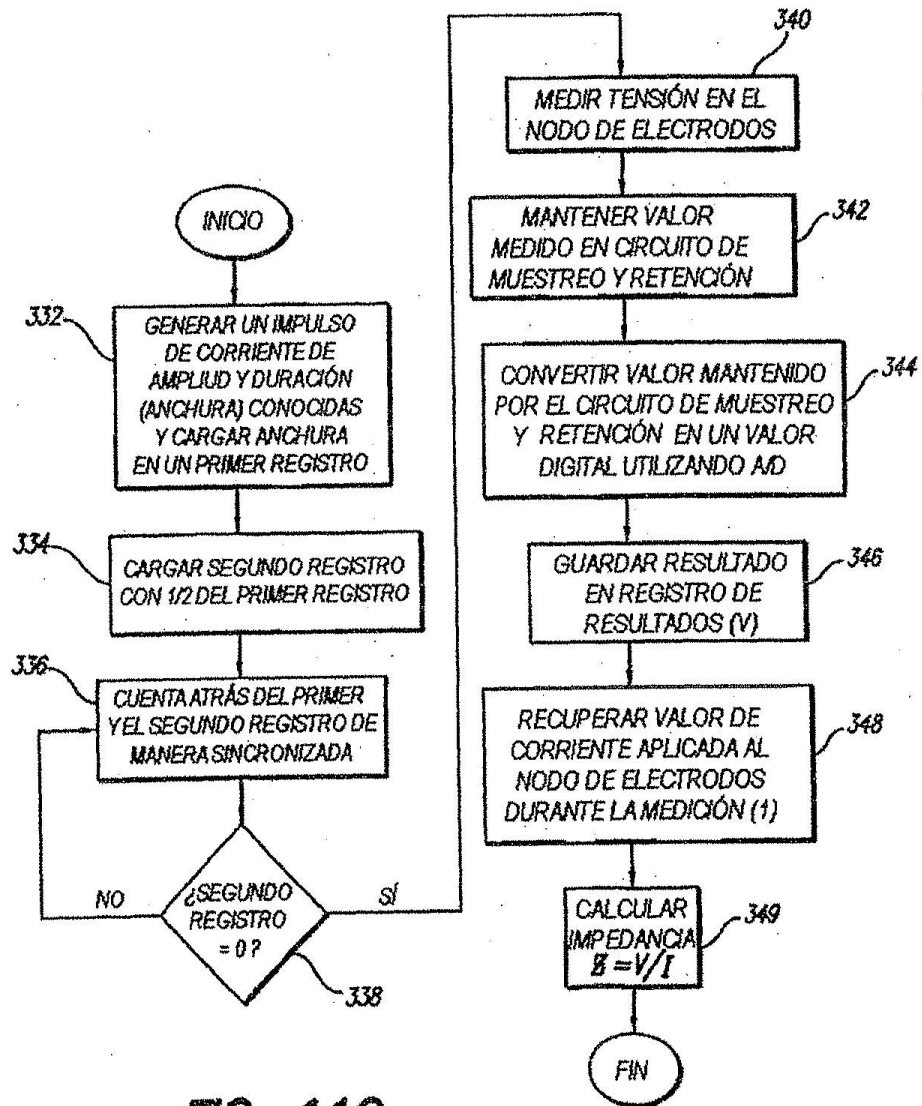 INICIO
332
GENERAR UN IMPULSO
DE CORRIENTE DE
AMPLIUD Y DURACIÓN
(ANCHURA) CONOCIDAS
Y CARGAR ANCHURA
EN UN PRIMER REGISTRO
334
CARGAR SEGUNDO REGISTRO
CON 1/2 DEL PRIMER REGISTRO
336
CUENTA ATRÁS DEL PRIMER
Y EL SEGUNDO REGISTRO DE
MANERA SINCRONIZADA
NO
¿SEGUNDO
REGISTRO
= 0 ?
SÍ
338
340
MEDIR TENSIÓN EN EL
NODO DE ELECTRODOS
342
MANTENER VALOR
MEDIDO EN CIRCUITO DE
MUESTREO Y RETENCIÓN
344
CONVERTIR VALOR MANTENIDO
POR EL CIRCUITO DE MUESTREO
Y RETENCIÓN EN UN VALOR
DIGITAL UTILIZANDO A/D
346
GUARDAR RESULTADO
EN REGISTRO DE
RESULTADOS (V)
348
RECUPERAR VALOR DE
CORRIENTE APLICADA AL
NODO DE ELECTRODOS
DURANTE LA MEDICIÓN (1)
349
CALCULAR
IMPEDANCIA
Z = V/I
FIN